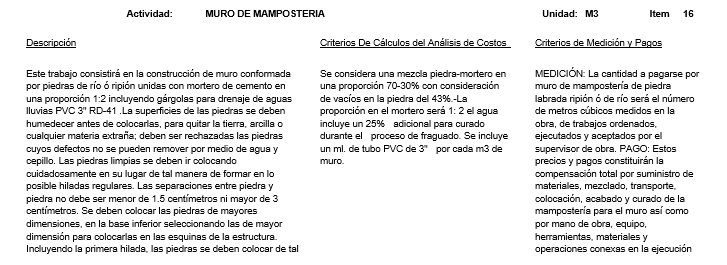 Actividad: MURO DE MAMPOSTERIA Unidad: M3 Item 16
Descripción
Este trabajo consistirá en la construcción de muro conformada
por piedras de río ó ripión unidas con mortero de cemento en
una proporción 1:2 incluyendo gárgolas para drenaje de aguas
lluvias PVC 3" RD-41 .La superficies de las piedras se deben
humedecer antes de colocarlas, para quitar la tierra, arcilla o
cualquier materia extraña; deben ser rechazadas las piedras
cuyos defectos no se pueden remover por medio de agua y
cepillo. Las piedras limpias se deben ir colocando
cuidadosamente en su lugar de tal manera de formar en lo
posible hiladas regulares. Las separaciones entre piedra y
piedra no debe ser menor de 1.5 centímetros ni mayor de 3
centímetros. Se deben colocar las piedras de mayores
dimensiones, en la base inferior seleccionando las de mayor
dimensión para colocarlas en las esquinas de la estructura.
Incluyendo la primera hilada, las piedras se deben colocar de tal
Criterios De Cálculos del Análisis de Costos
Se considera una mezcla piedra-mortero en
una proporción 70-30% con consideración
de vacíos en la piedra del 43%.-La
proporción en el mortero será 1: 2 el agua
incluye un 25% adicional para curado
durante el proceso de fraguado. Se incluye
un ml. de tubo PVC de 3" por cada m3 de
muro.
Criterios de Medición y Pagos
MEDICIÓN: La cantidad a pagarse por
muro de mampostería de piedra
labrada ripión ó de río será el número
de metros cúbicos medidos en la
obra, de trabajos ordenados,
ejecutados y aceptados por el
supervisor de obra. PAGO: Estos
precios y pagos constituirán la
compensación total por suministro de
materiales, mezclado, transporte,
colocación, acabado y curado de la
mampostería para el muro así como
por mano de obra, equipo,
herramientas, materiales y
operaciones conexas en la ejecución